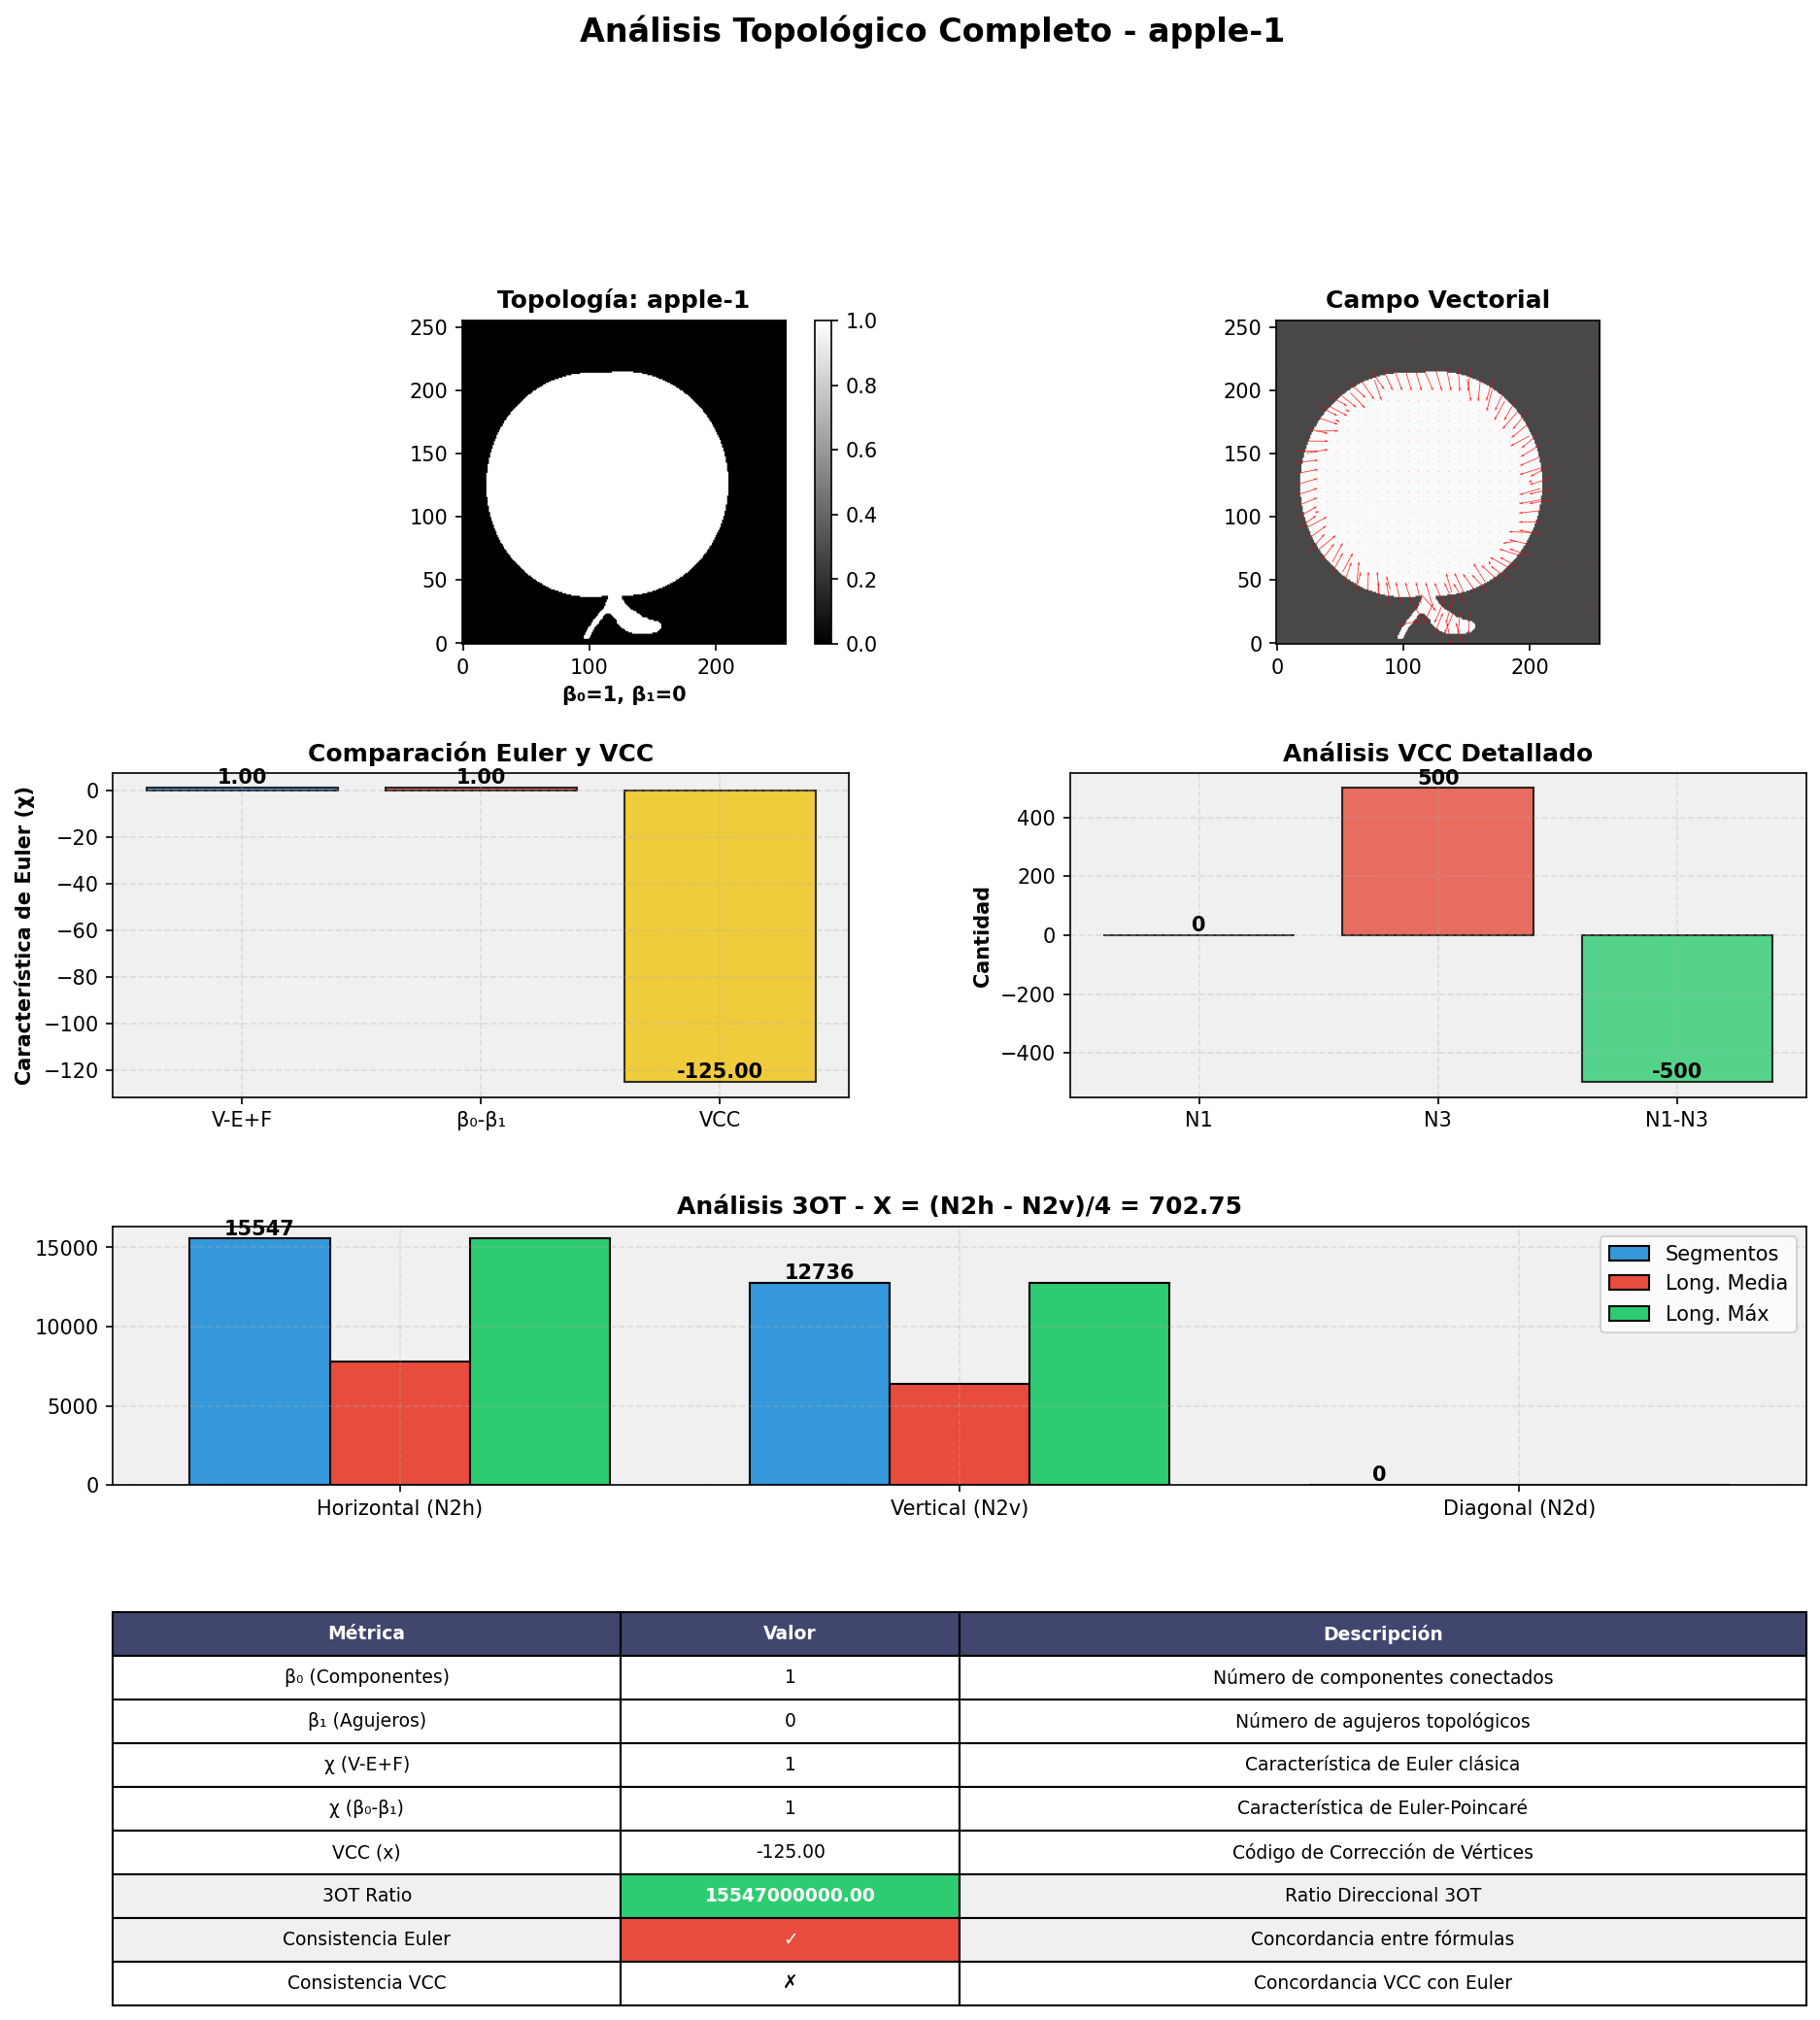 Análisis Topológico Completo - apple-1
Topología: apple-1
250
200
150
100
50
0
0 100 200
β₀=1, β₁=0
1.0
0.8
0.6
0.4
0.2
0.0
Campo Vectorial
250
200
150
100
50
0
0 100 200
Comparación Euler y VCC
Característica de Euler (χ)
0
−20
−40
−60
−80
−100
−120
1.00 1.00 -125.00
V-E+F β₀-β₁ VCC
Análisis VCC Detallado
Cantidad
400
200
0
−200
−400
0 500 -500
N1 N3 N1-N3
Análisis 3OT - X = (N2h - N2v)/4 = 702.75
15000
10000
5000
0
15547 12736 0
Horizontal (N2h) Vertical (N2v) Diagonal (N2d)
Segmentos
Long. Media
Long. Máx
Métrica Valor Descripción
β₀ (Componentes) 1 Número de componentes conectados
β₁ (Agujeros) 0 Número de agujeros topológicos
χ (V-E+F) 1 Característica de Euler clásica
χ (β₀-β₁) 1 Característica de Euler-Poincaré
VCC (x) -125.00 Código de Corrección de Vértices
3OT Ratio 15547000000.00 Ratio Direccional 3OT
Consistencia Euler ✓ Concordancia entre fórmulas
Consistencia VCC ✗ Concordancia VCC con Euler